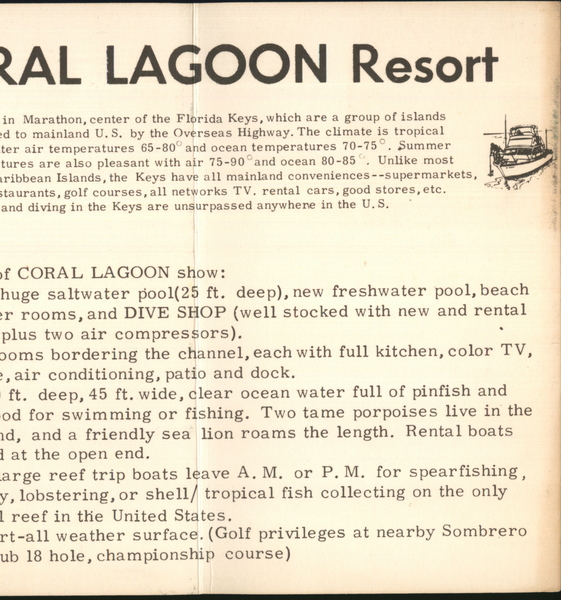 RAL LAGOON Resort
in Marathon, center of the Florida Keys, which are a group of islands
ed to mainland U.S. by the Overseas Highway. The climate is tropical
ter air temperatures 65-80° and ocean temperatures 70-75°. Summer
tures are also pleasant with air 75-90° and ocean 80-85°. Unlike most
aribbean Islands, the Keys have all mainland conveniences--supermarkets,
staurants, golf courses, all networks TV. rental cars, good stores, etc.
and diving in the Keys are unsurpassed anywhere in the U.S.
of CORAL LAGOON show:
huge saltwater pool(25 ft. deep), new freshwater pool, beach
er rooms, and DIVE SHOP (well stocked with new and rental
plus two air compressors).
ooms bordering the channel, each with full kitchen, color TV,
e, air conditioning, patio and dock.
ft. deep, 45 ft. wide, clear ocean water full of pinfish and
od for swimming or fishing. Two tame porpoises live in the
nd, and a friendly sea lion roams the length. Rental boats
d at the open end.
large reef trip boats leave A.M. or P.M. for spearfishing,
y, lobstering, or shell/ tropical fish collecting on the only
l reef in the United States.
rt-all weather surface. (Golf privileges at nearby Sombrero
ub 18 hole, championship course)